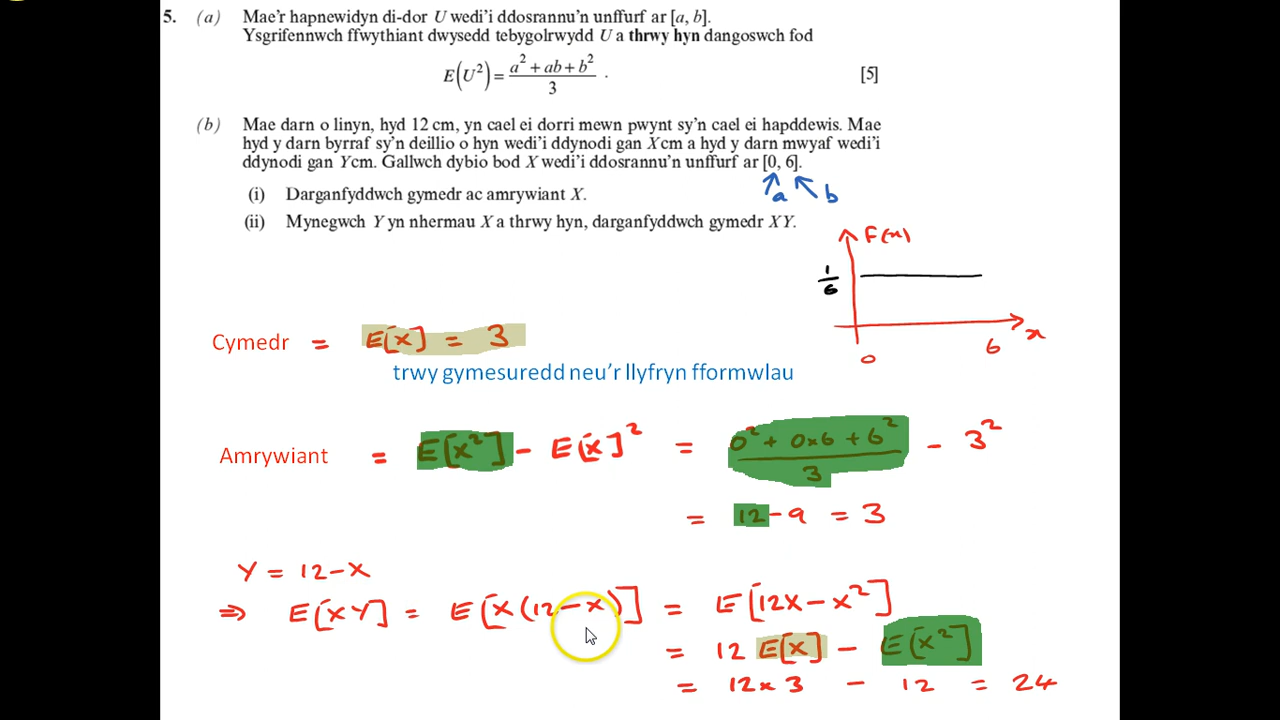 5. (a) Mae'r hapnewidyn di-dor U wedi'i ddosrannu'n unffurf ar [a, b].
Ysgrifennwch ffwythiant dwysedd tebygolrwydd U a thrwy hyn dangoswch fod
E(U²) = (a² + ab + b²)/3 . [5]
(b) Mae darn o linyn, hyd 12 cm, yn cael ei dorri mewn pwynt sy'n cael ei hapddewis. Mae
hyd y darn byrraf sy'n deillio o hyn wedi'i ddynodi gan X cm a hyd y darn mwyaf wedi'i
ddynodi gan Y cm. Gallwch dybio bod X wedi'i ddosrannu'n unffurf ar [0, 6].
a b
(i) Darganfyddwch gymedr ac amrywiant X.
(ii) Mynegwch Y yn nhermau X a thrwy hyn, darganfyddwch gymedr XY.
F(x)
1/6
0 6 x
Cymedr = E[X] = 3
trwy gymesuredd neu'r llyfryn fformwlau
Amrywiant = E[X²] - E[X]² = (0² + 0×6 + 6²)/3 - 3²
= 12 - 9 = 3
Y = 12 - X
⇒ E[XY] = E[X(12-X)] = E[12X - X²]
= 12 E[X] - E[X²]
= 12 × 3 - 12 = 24